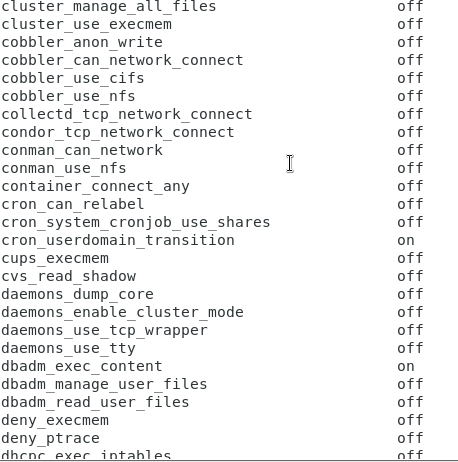 cluster_manage_all_files off
cluster_use_execmem off
cobbler_anon_write off
cobbler_can_network_connect off
cobbler_use_cifs off
cobbler_use_nfs off
collectd_tcp_network_connect off
condor_tcp_network_connect off
conman_can_network off
conman_use_nfs off
container_connect_any off
cron_can_relabel off
cron_system_cronjob_use_shares off
cron_userdomain_transition on
cups_execmem off
cvs_read_shadow off
daemons_dump_core off
daemons_enable_cluster_mode off
daemons_use_tcp_wrapper off
daemons_use_tty off
dbadm_exec_content on
dbadm_manage_user_files off
dbadm_read_user_files off
deny_execmem off
deny_ptrace off
dhcpc_exec_iptables off